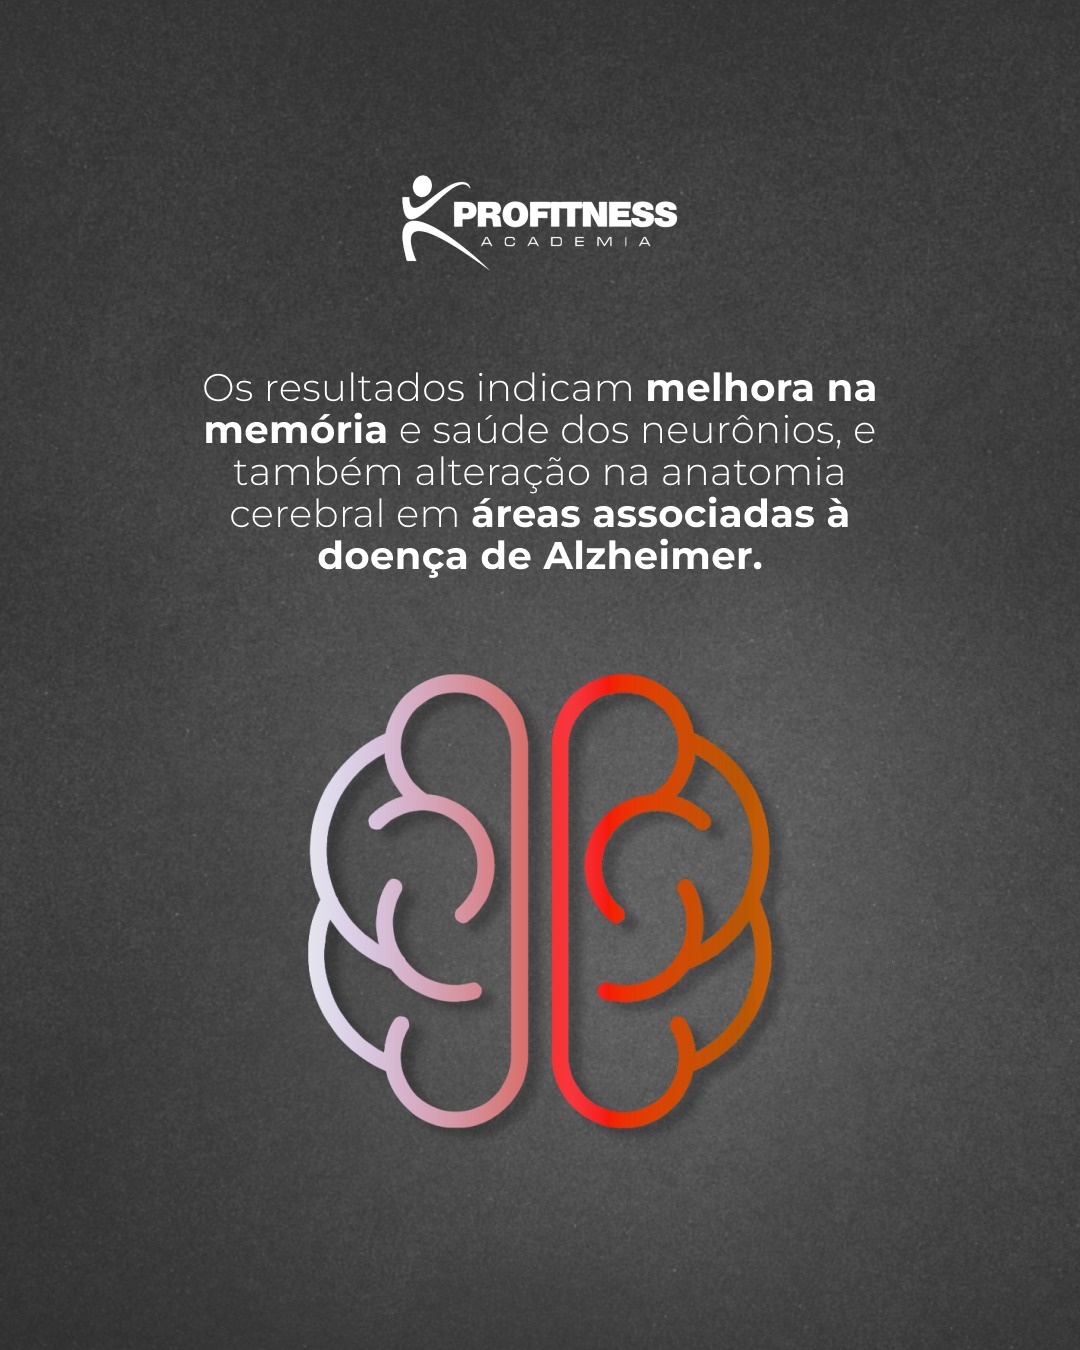 PROFITNESS
ACADEMIA
Os resultados indicam melhora na
memória e saúde dos neurônios, e
também alteração na anatomia
cerebral em áreas associadas à
doença de Alzheimer.